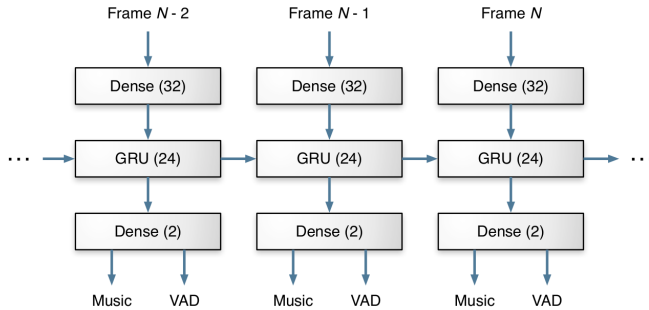 Frame N - 2 Frame N - 1 Frame N
Dense (32) Dense (32) Dense (32)
... GRU (24) GRU (24) GRU (24) ..
Dense (2) Dense (2) Dense (2)
Music VAD Music VAD Music VAD